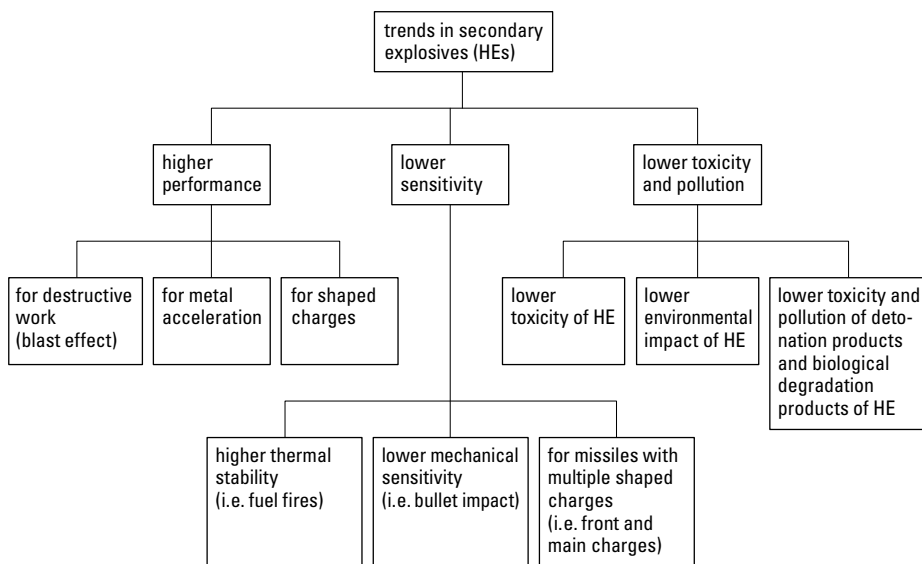 trends in secondary
explosives (HEs)
higher
performance
lower
sensitivity
lower toxicity
and pollution
for destructive
work
(blast effect)
for metal
acceleration
for shaped
charges
lower
toxicity of HE
lower
environmental
impact of HE
lower toxicity and
pollution of deto-
nation products
and biological
degradation
products of HE
higher thermal
stability
(i.e. fuel fires)
lower mechanical
sensitivity
(i.e. bullet impact)
for missiles with
multiple shaped
charges
(i.e. front and
main charges)